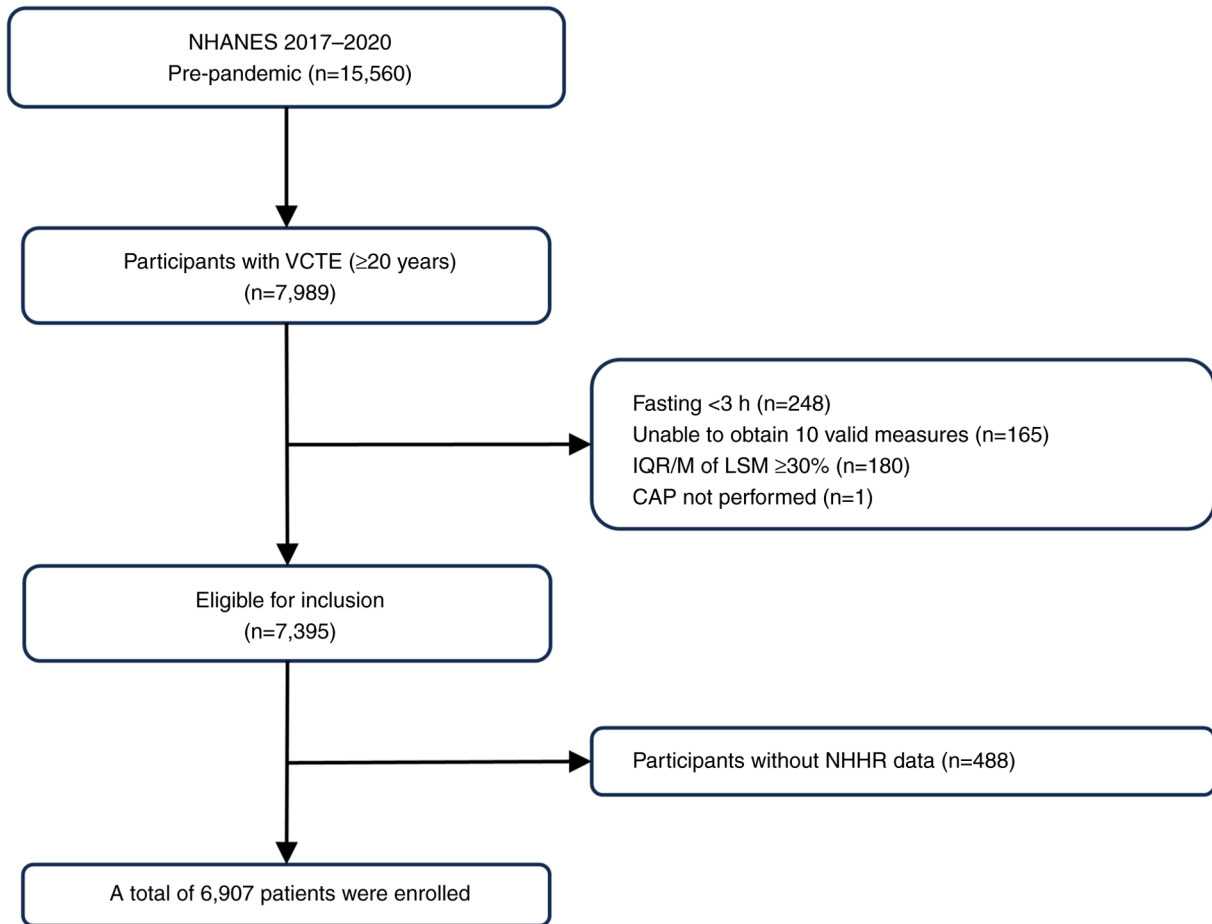 NHANES 2017–2020
Pre-pandemic (n=15,560)
Participants with VCTE (≥20 years)
(n=7,989)
Fasting <3 h (n=248)
Unable to obtain 10 valid measures (n=165)
IQR/M of LSM ≥30% (n=180)
CAP not performed (n=1)
Eligible for inclusion
(n=7,395)
Participants without NHHR data (n=488)
A total of 6,907 patients were enrolled